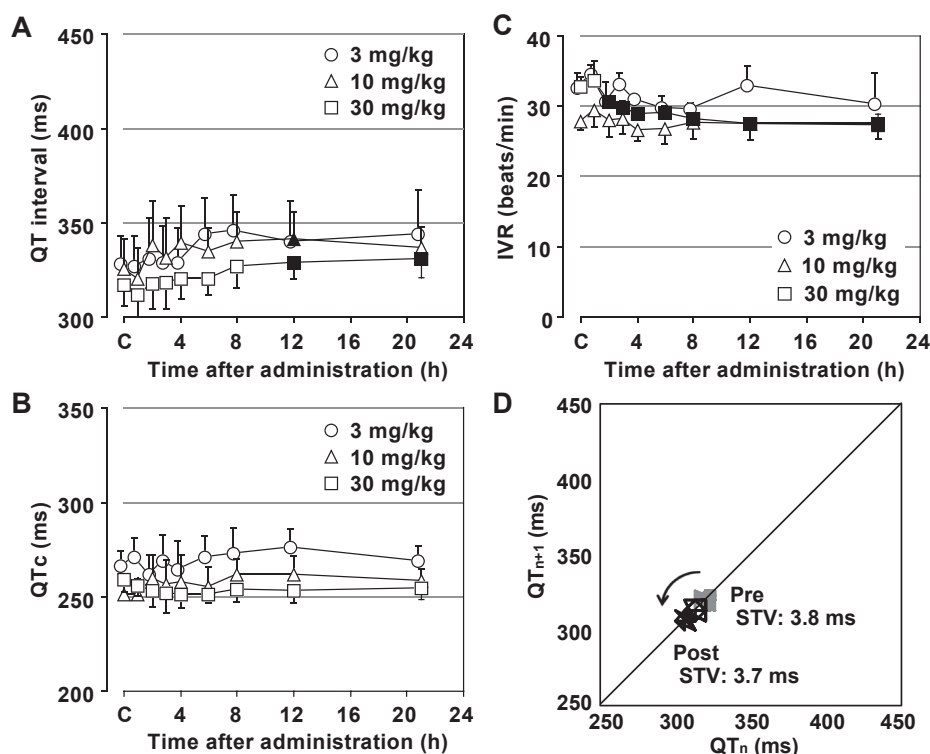 A
450
400
350
300
QT interval (ms)
3 mg/kg
10 mg/kg
30 mg/kg
C 4 8 12 16 20 24
Time after administration (h)
B
350
300
250
200
QTc (ms)
3 mg/kg
10 mg/kg
30 mg/kg
C 4 8 12 16 20 24
Time after administration (h)
C
40
30
20
10
0
IVR (beats/min)
3 mg/kg
10 mg/kg
30 mg/kg
C 4 8 12 16 20 24
Time after administration (h)
D
450
400
350
300
250
QTn+1 (ms)
Pre
STV: 3.8 ms
Post
STV: 3.7 ms
250 300 350 400 450
QTn (ms)